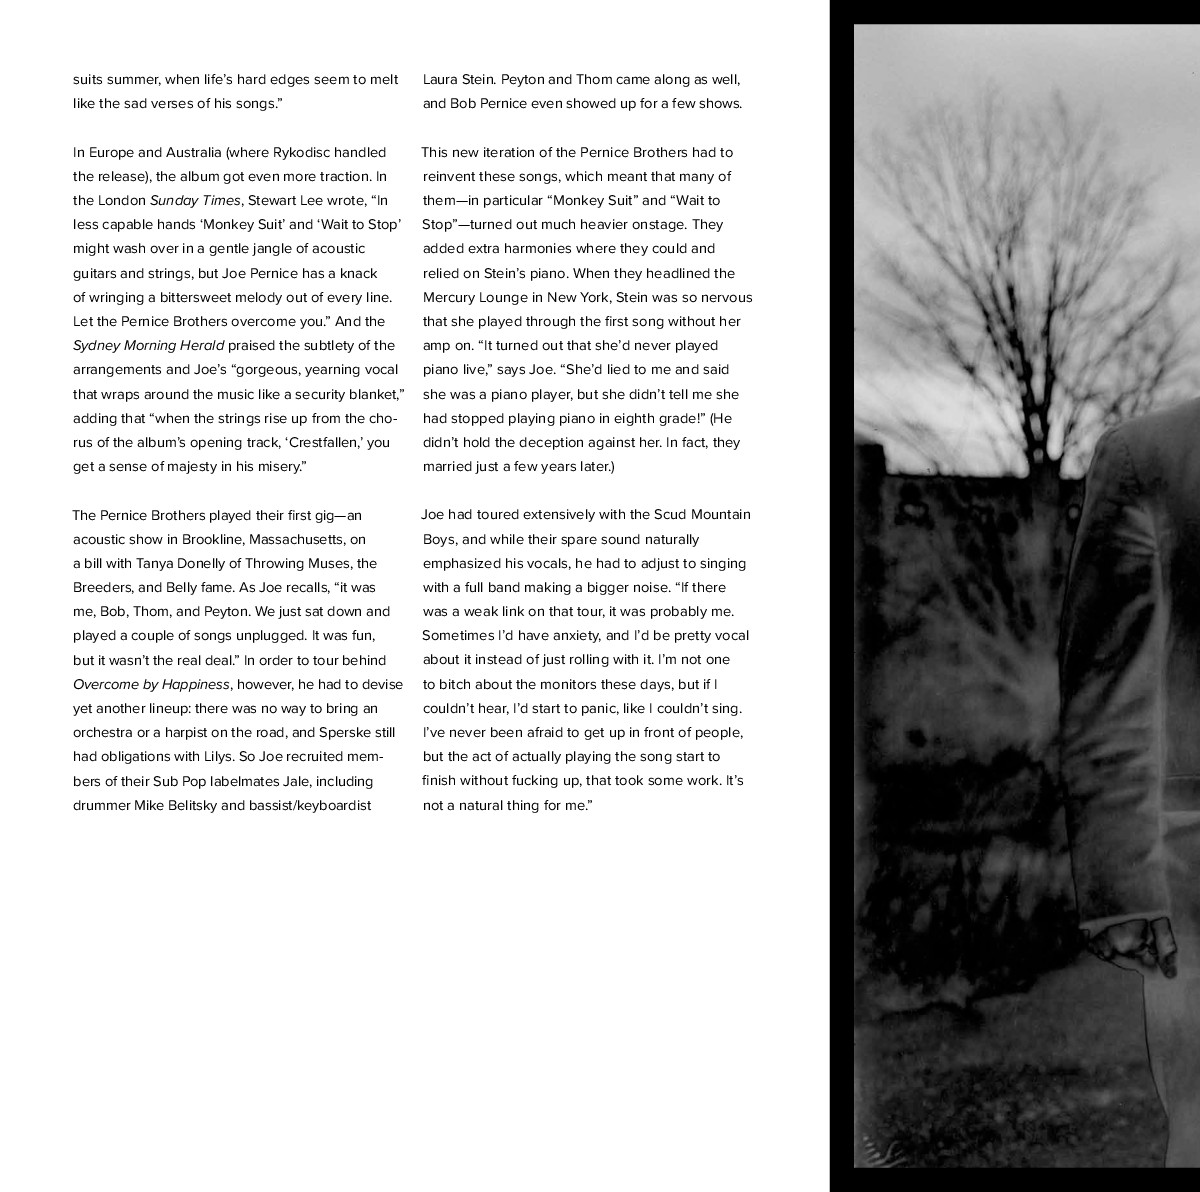 suits summer, when life’s hard edges seem to melt
like the sad verses of his songs.”
In Europe and Australia (where Rykodisc handled
the release), the album got even more traction. In
the London Sunday Times, Stewart Lee wrote, “In
less capable hands ‘Monkey Suit’ and ‘Wait to Stop’
might wash over in a gentle jangle of acoustic
guitars and strings, but Joe Pernice has a knack
of wringing a bittersweet melody out of every line.
Let the Pernice Brothers overcome you.” And the
Sydney Morning Herald praised the subtlety of the
arrangements and Joe’s “gorgeous, yearning vocal
that wraps around the music like a security blanket,”
adding that “when the strings rise up from the cho-
rus of the album’s opening track, ‘Crestfallen,’ you
get a sense of majesty in his misery.”
The Pernice Brothers played their first gig—an
acoustic show in Brookline, Massachusetts, on
a bill with Tanya Donelly of Throwing Muses, the
Breeders, and Belly fame. As Joe recalls, “it was
me, Bob, Thom, and Peyton. We just sat down and
played a couple of songs unplugged. It was fun,
but it wasn’t the real deal.” In order to tour behind
Overcome by Happiness, however, he had to devise
yet another lineup: there was no way to bring an
orchestra or a harpist on the road, and Sperske still
had obligations with Lilys. So Joe recruited mem-
bers of their Sub Pop labelmates Jale, including
drummer Mike Belitsky and bassist/keyboardist
Laura Stein. Peyton and Thom came along as well,
and Bob Pernice even showed up for a few shows.
This new iteration of the Pernice Brothers had to
reinvent these songs, which meant that many of
them—in particular “Monkey Suit” and “Wait to
Stop”—turned out much heavier onstage. They
added extra harmonies where they could and
relied on Stein’s piano. When they headlined the
Mercury Lounge in New York, Stein was so nervous
that she played through the first song without her
amp on. “It turned out that she’d never played
piano live,” says Joe. “She’d lied to me and said
she was a piano player, but she didn’t tell me she
had stopped playing piano in eighth grade!” (He
didn’t hold the deception against her. In fact, they
married just a few years later.)
Joe had toured extensively with the Scud Mountain
Boys, and while their spare sound naturally
emphasized his vocals, he had to adjust to singing
with a full band making a bigger noise. “If there
was a weak link on that tour, it was probably me.
Sometimes I’d have anxiety, and I’d be pretty vocal
about it instead of just rolling with it. I’m not one
to bitch about the monitors these days, but if I
couldn’t hear, I’d start to panic, like I couldn’t sing.
I’ve never been afraid to get up in front of people,
but the act of actually playing the song start to
finish without fucking up, that took some work. It’s
not a natural thing for me.”